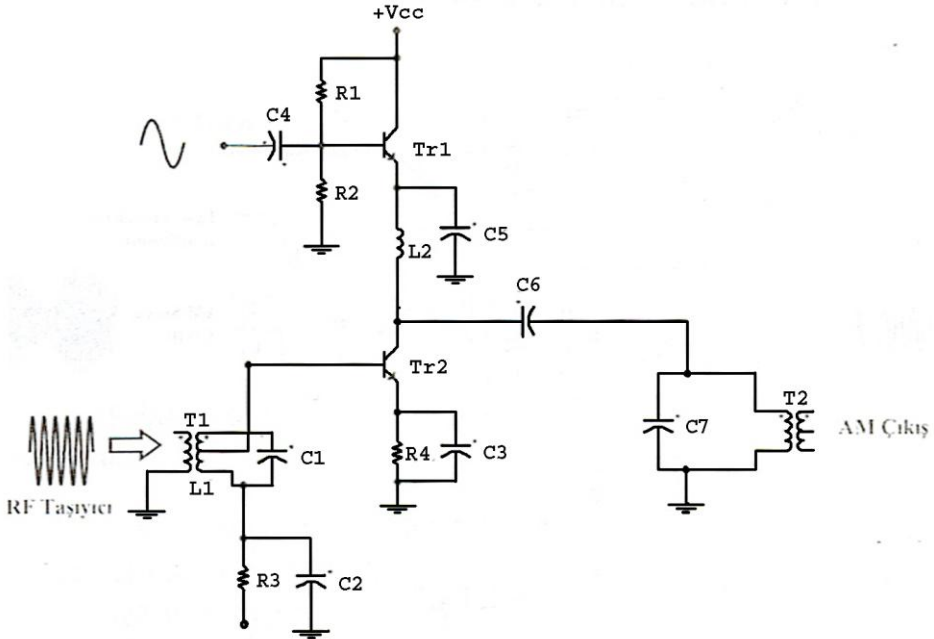 +Vcc
R1
C4
Tr1
R2
C5
L2
C6
Tr2
T1
C1
L1
RF Taşıyıcı
R4
C3
C7
T2
AM Çıkış
R3
C2